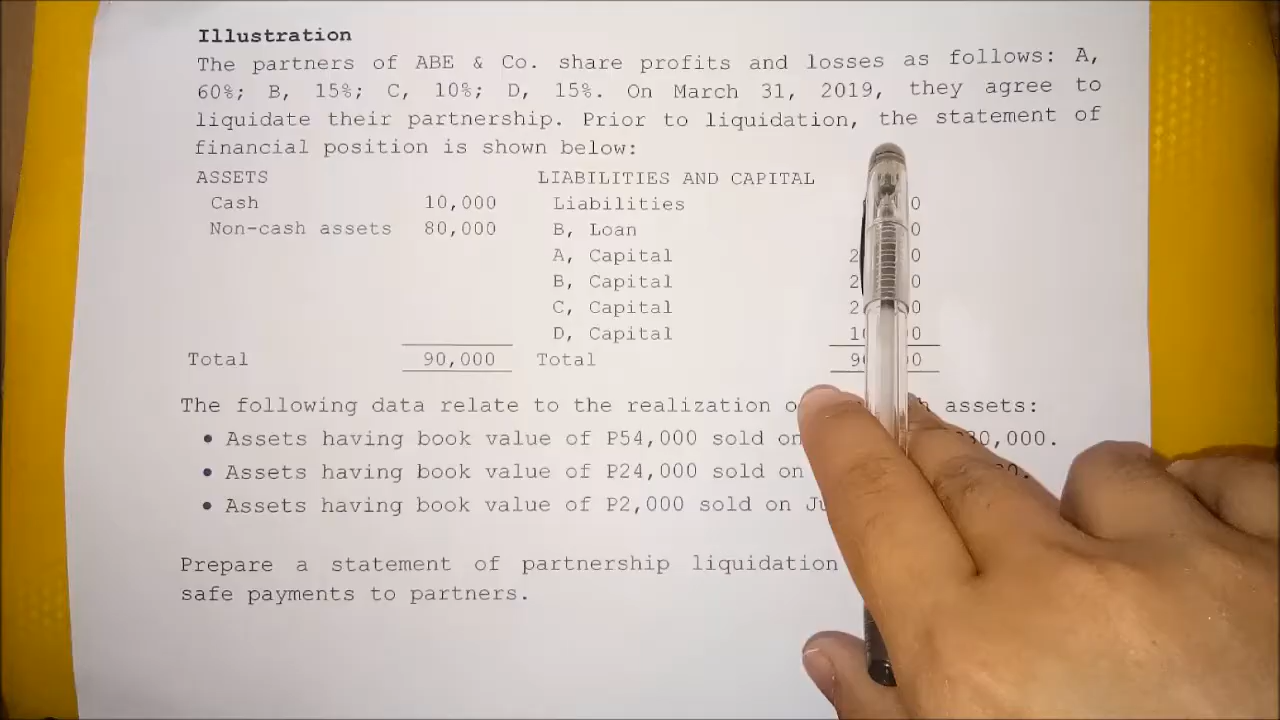 Illustration
The partners of ABE & Co. share profits and losses as follows: A,
60%; B, 15%; C, 10%; D, 15%. On March 31, 2019, they agree to
liquidate their partnership. Prior to liquidation, the statement of
financial position is shown below:
ASSETS LIABILITIES AND CAPITAL
Cash 10,000 Liabilities
Non-cash assets 80,000 B, Loan
A, Capital
B, Capital
C, Capital
D, Capital
Total 90,000 Total
The following data relate to the realization assets:
Assets having book value of P54,000 sold on
Assets having book value of P24,000 sold on
Assets having book value of P2,000 sold on
Prepare a statement of partnership liquidation
safe payments to partners.